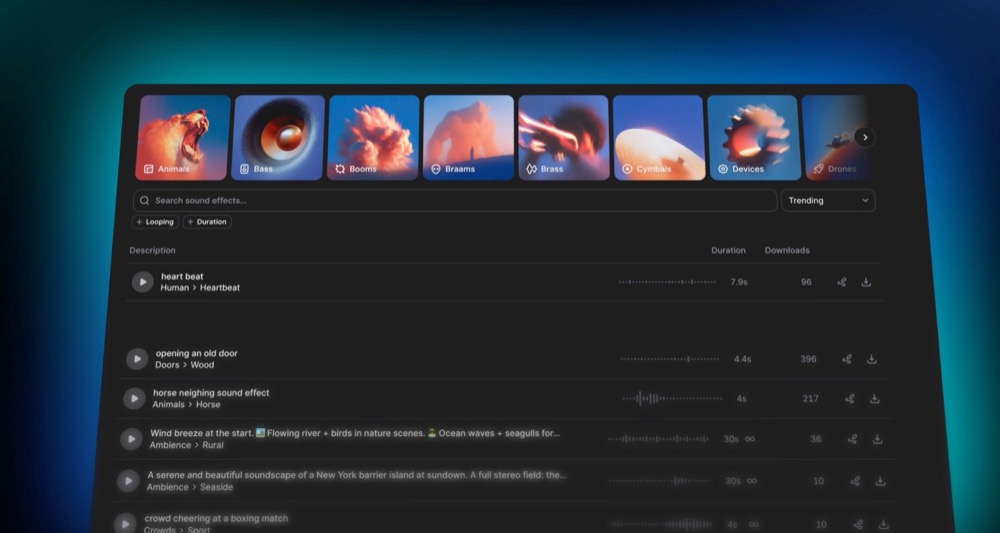 Animals
Bass
Booms
Braams
Brass
Cymbals
Devices
Drones
Search sound effects...
Trending
+ Looping
+ Duration
Description
Duration
Downloads
heart beat
Human > Heartbeat
7.9s
96
opening an old door
Doors > Wood
4.4s
396
horse neighing sound effect
Animals > Horse
4s
217
Wind breeze at the start. 🏞️ Flowing river + birds in nature scenes. 🏝️ Ocean waves + seagulls for...
Ambience > Rural
30s ∞
36
A serene and beautiful soundscape of a New York barrier island at sundown. A full stereo field: the...
Ambience > Seaside
30s ∞
10
crowd cheering at a boxing match
Crowds > Sport
4s ∞
10